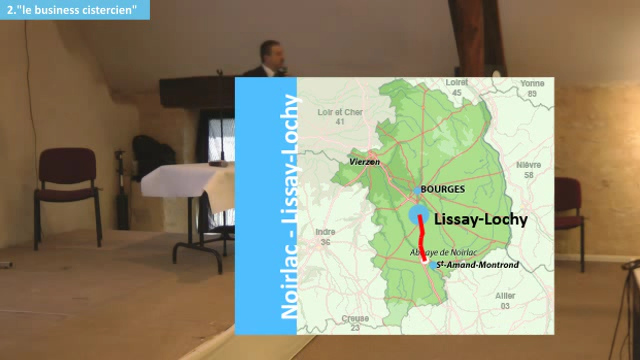 2."le business cistercien"
Noirlac – Lissay-Lochy
Loiret
45
Yonne
89
Loir et Cher
41
Vierzon
Nièvre
58
BOURGES
Lissay-Lochy
Indre
36
Abbaye de Noirlac
St-Amand-Montrond
Allier
03
Creuse
23